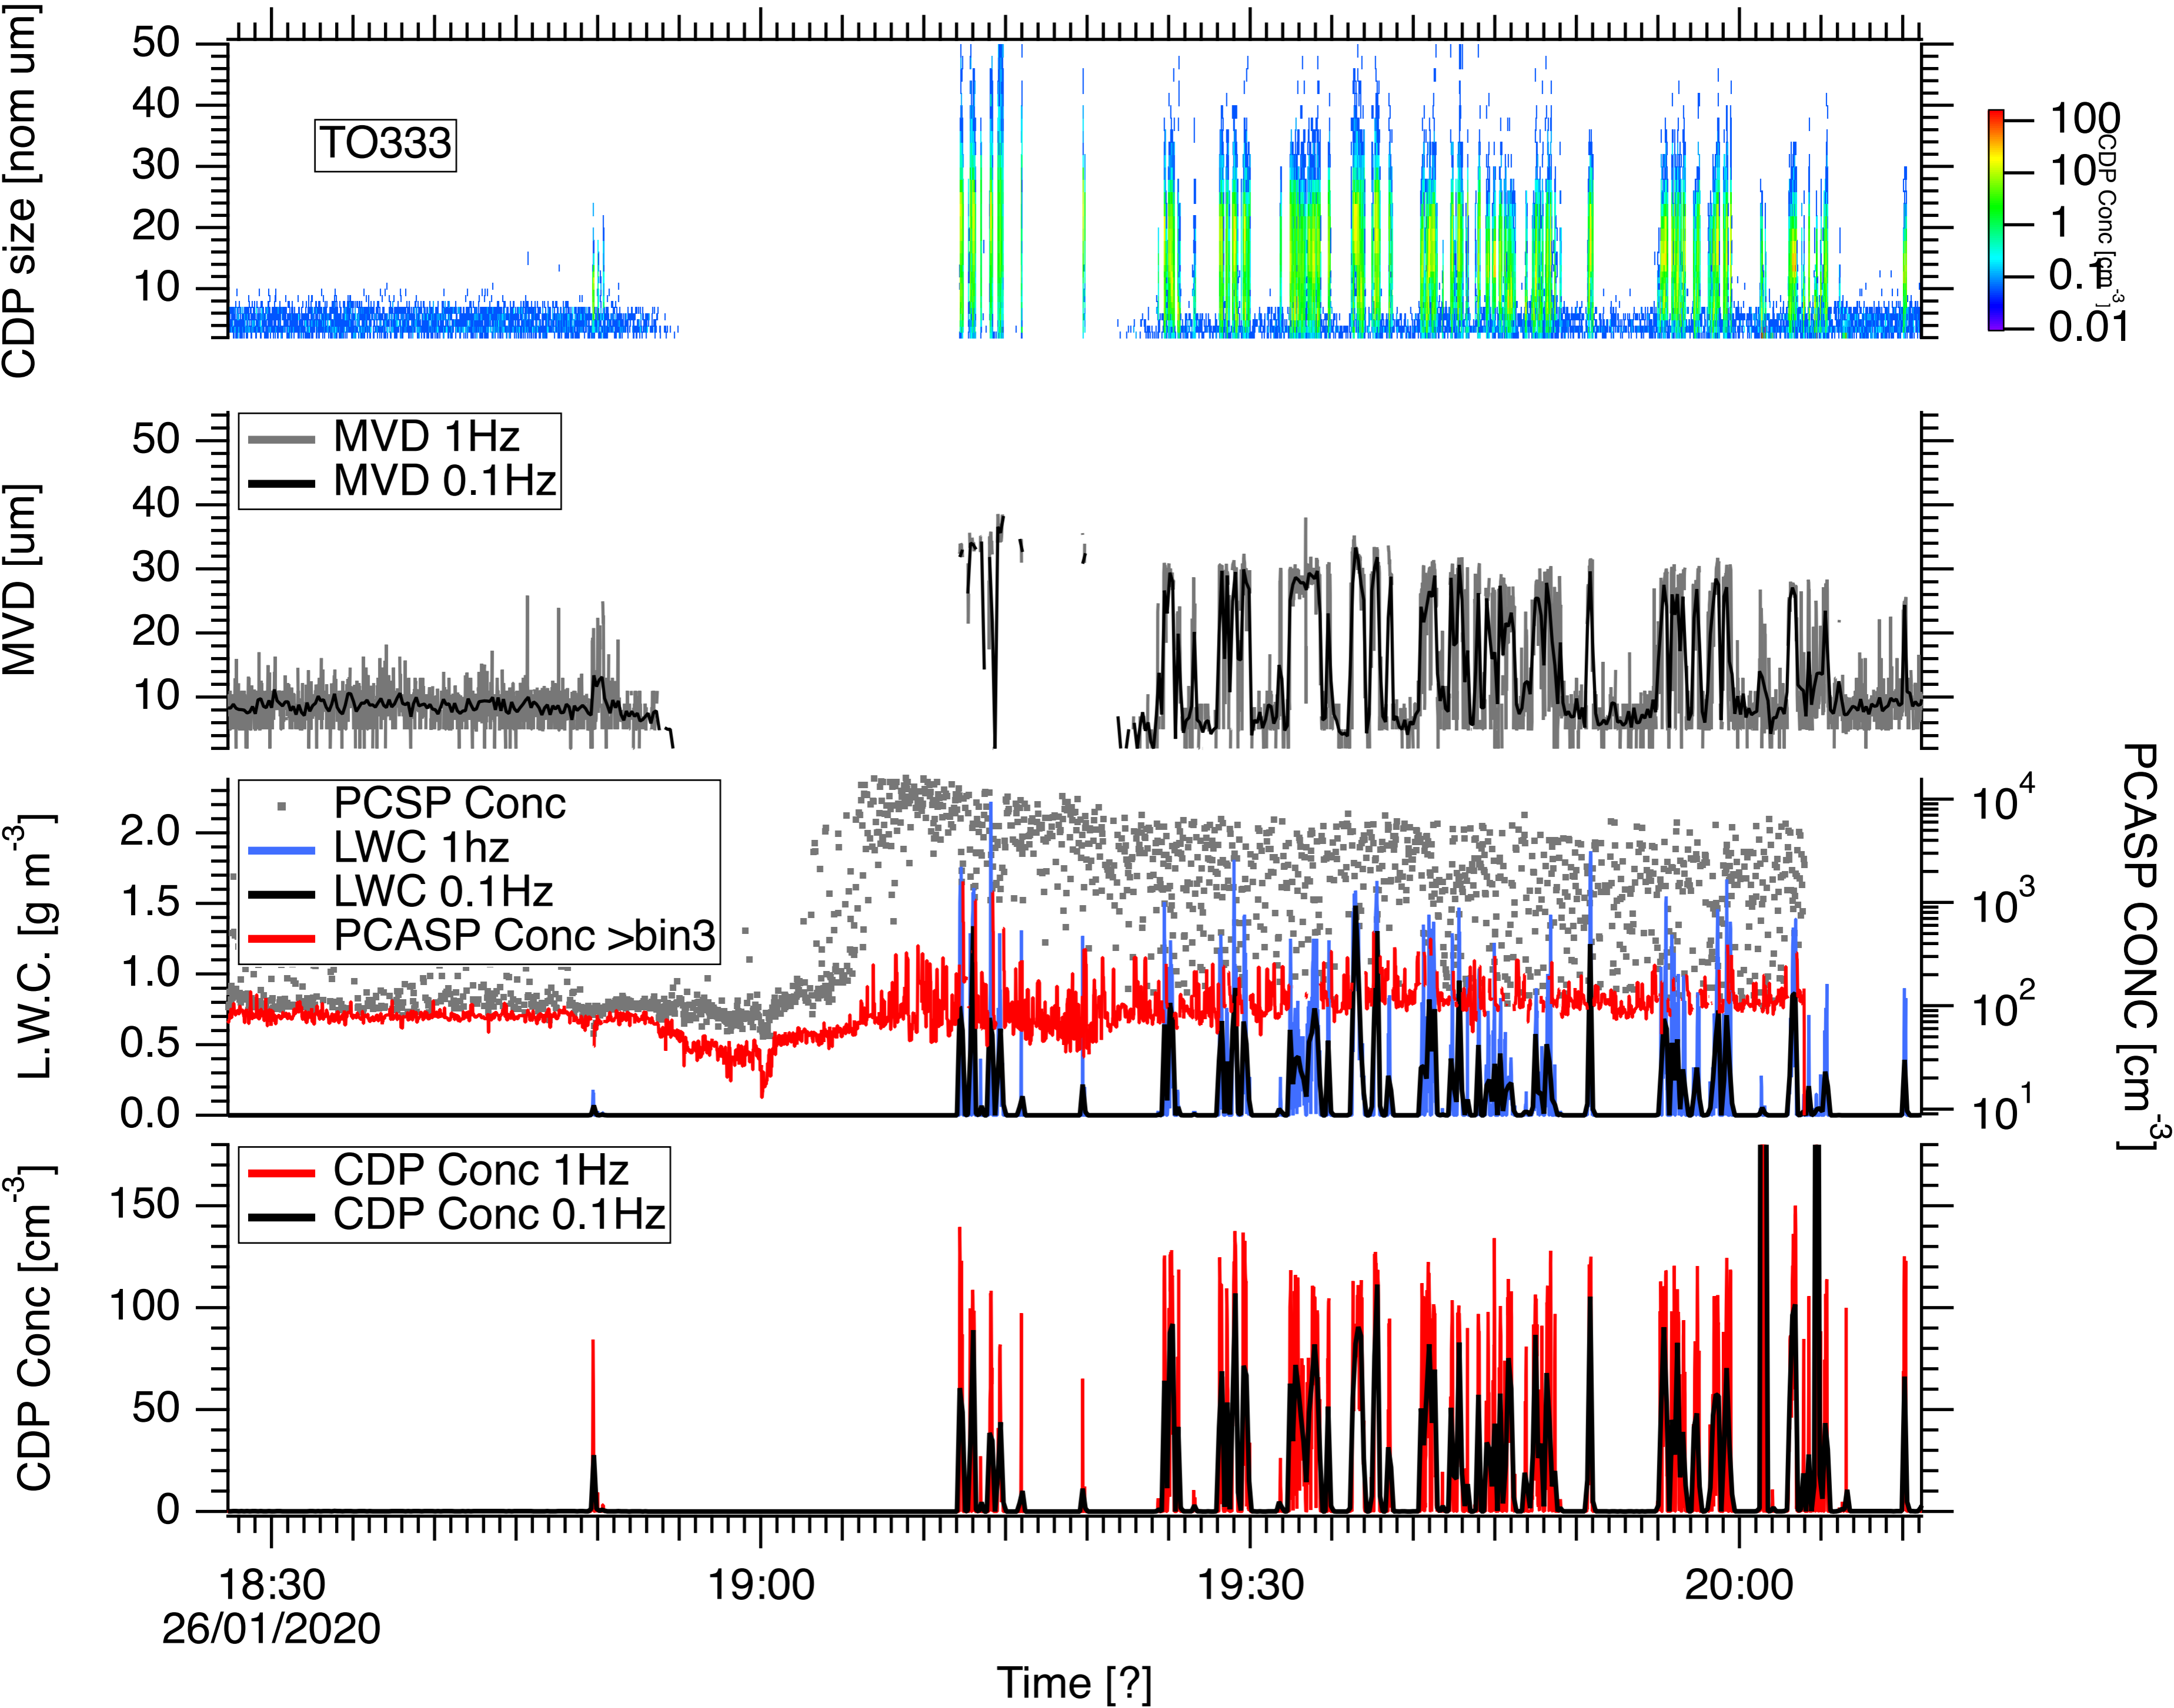 CDP size [nom um]
50
40
30
20
10
TO333
100
10
1
0.1
0.01
CDP Conc [cm-3]
MVD [um]
50
40
30
20
10
MVD 1Hz
MVD 0.1Hz
L.W.C. [g m-3]
2.0
1.5
1.0
0.5
0.0
PCSP Conc
LWC 1hz
LWC 0.1Hz
PCASP Conc >bin3
10^4
10^3
10^2
10^1
PCASP CONC [cm-3]
CDP Conc [cm-3]
150
100
50
0
CDP Conc 1Hz
CDP Conc 0.1Hz
18:30 19:00 19:30 20:00
26/01/2020
Time [?]